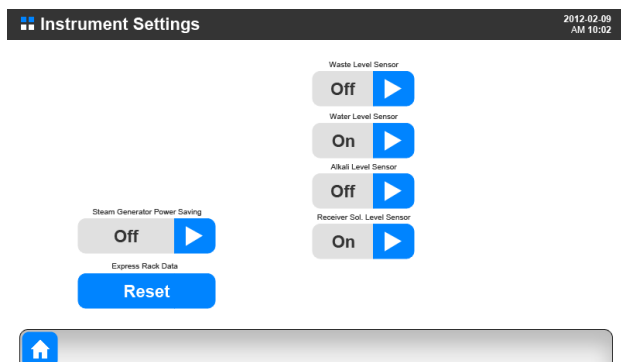 Instrument Settings
2012-02-09
AM 10:02
Waste Level Sensor
Off
Water Level Sensor
On
Alkali Level Sensor
Off
Steam Generator Power Saving
Off
Receiver Sol. Level Sensor
On
Express Rack Data
Reset